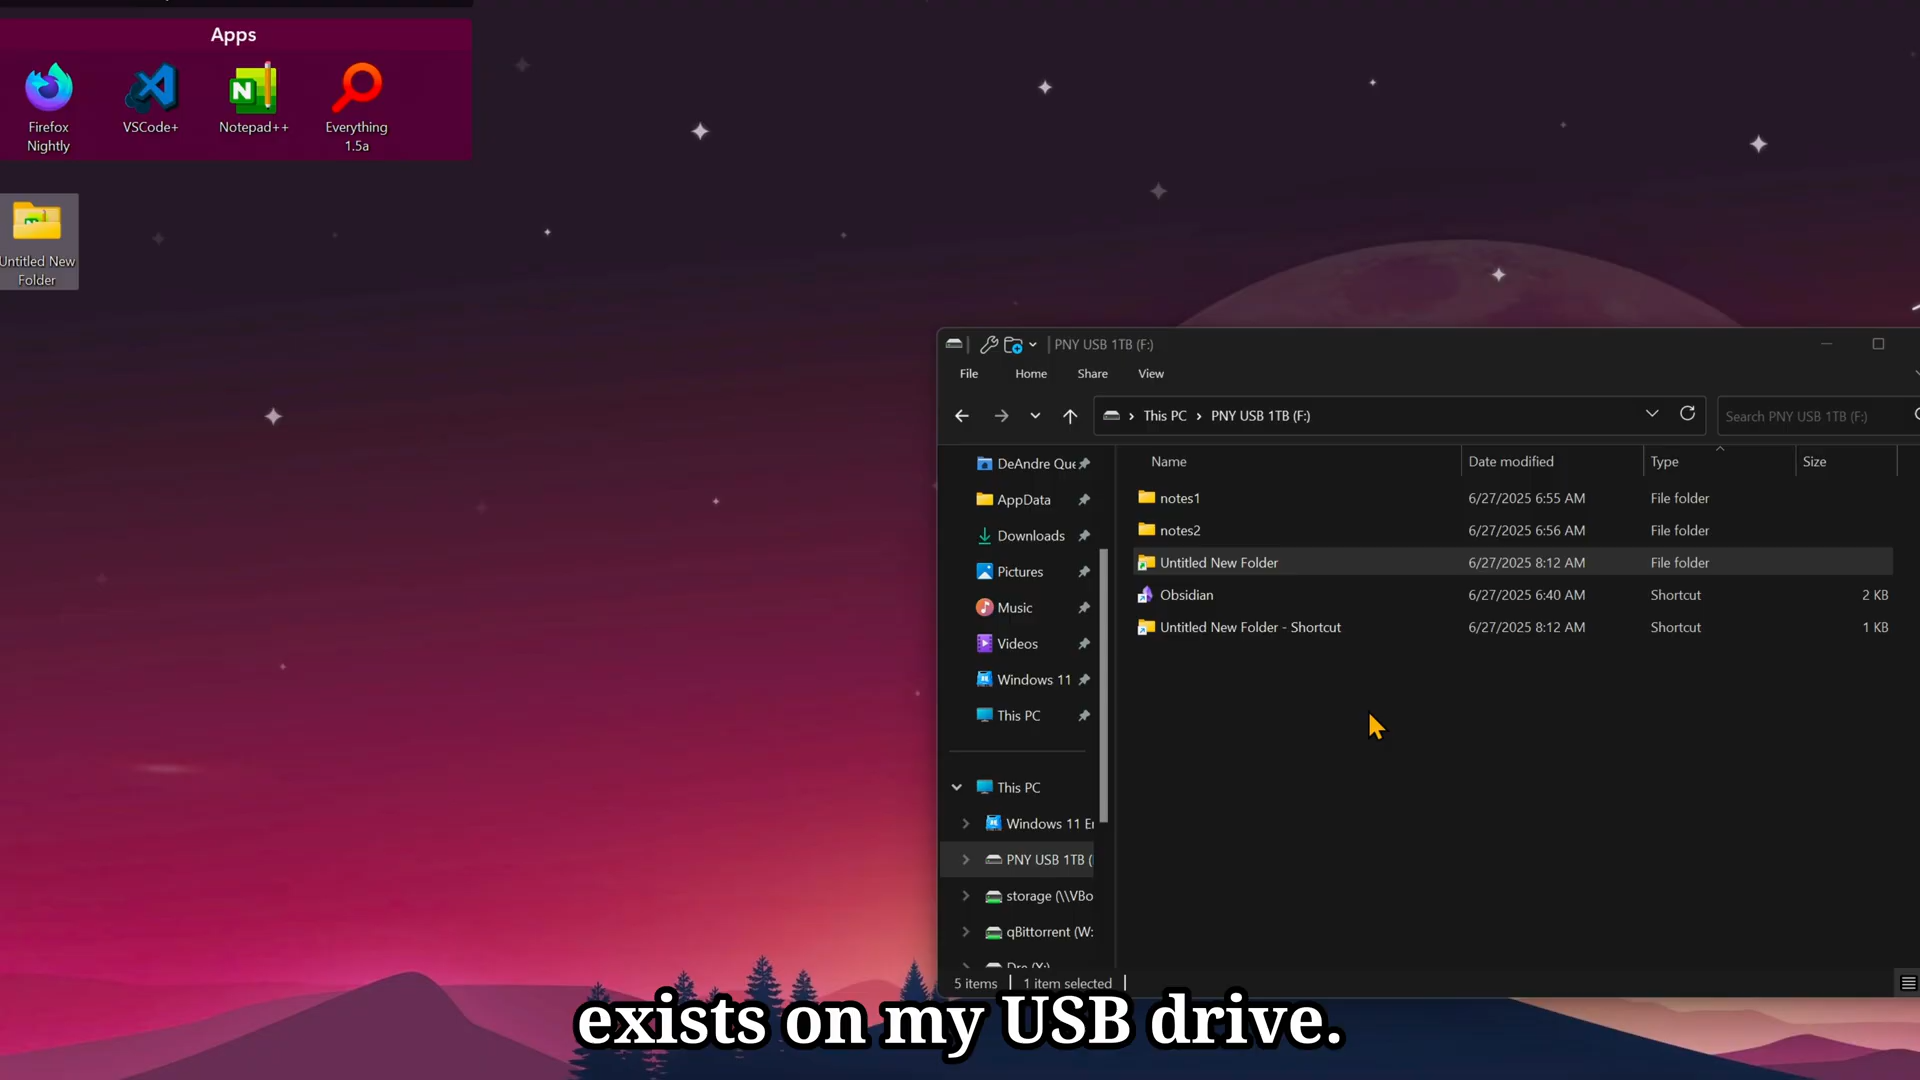 Apps
Firefox
Nightly
VSCode+
Notepad++
Everything
1.5a
Untitled New
Folder
PNY USB 1TB (F:)
File
Home
Share
View
This PC
PNY USB 1TB (F:)
Search PNY USB 1TB (F:)
Name
Date modified
Type
Size
DeAndre Que
AppData
Downloads
Pictures
Music
Videos
Windows 11
This PC
notes1 6/27/2025 6:55 AM File folder
notes2 6/27/2025 6:56 AM File folder
Untitled New Folder 6/27/2025 8:12 AM File folder
Obsidian 6/27/2025 6:40 AM Shortcut 2 KB
Untitled New Folder - Shortcut 6/27/2025 8:12 AM Shortcut 1 KB
This PC
Windows 11 E
PNY USB 1TB (
storage (\\VBo
qBittorrent (W:
5 items
1 item selected
exists on my USB drive.